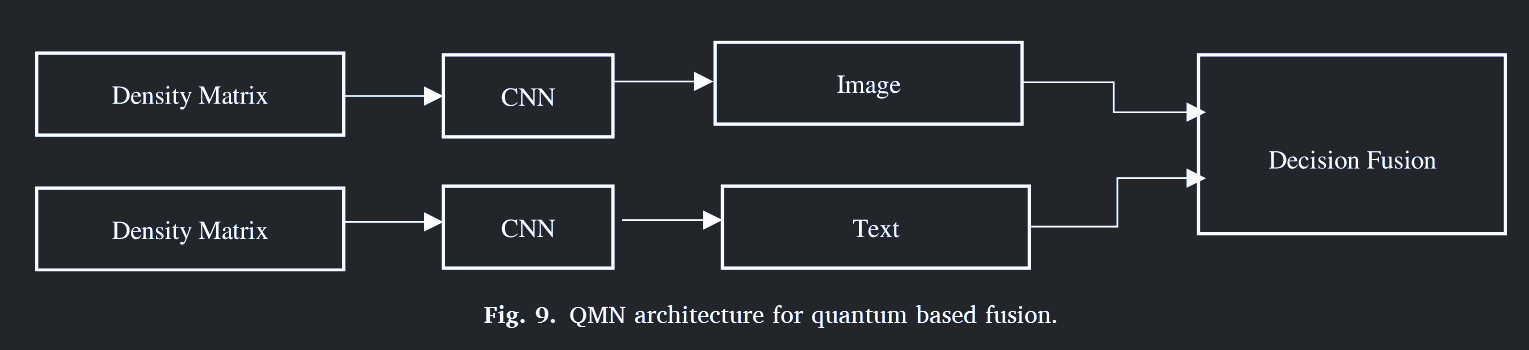 Density Matrix
CNN
Image
Decision Fusion
Density Matrix
CNN
Text
Fig. 9. QMN architecture for quantum based fusion.